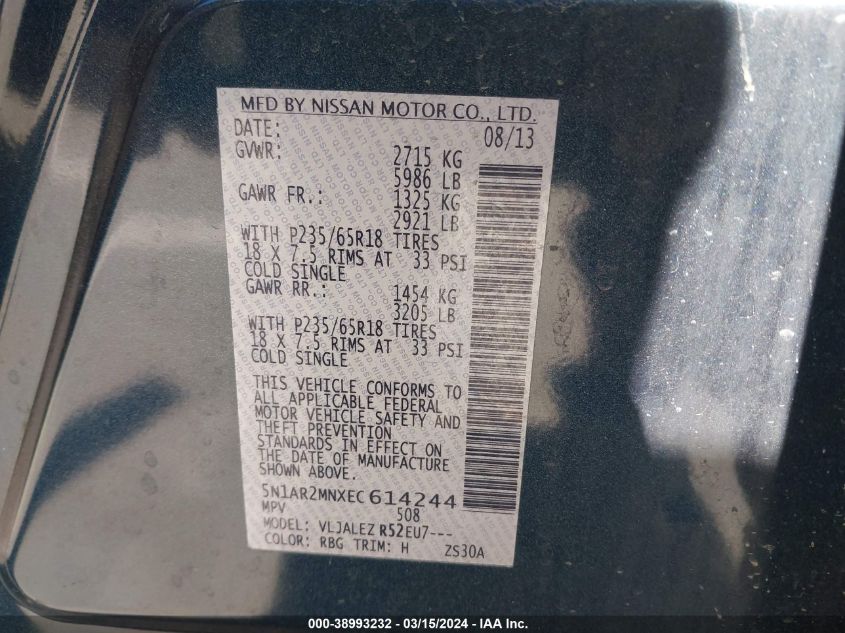 MFD BY NISSAN MOTOR CO., LTD.
DATE: 08/13
GVWR: 2715 KG
5986 LB
GAWR FR.: 1325 KG
2921 LB
WITH P235/65R18 TIRES
18 X 7.5 RIMS AT 33 PSI
COLD SINGLE
GAWR RR.: 1454 KG
3205 LB
WITH P235/65R18 TIRES
18 X 7.5 RIMS AT 33 PSI
COLD SINGLE
THIS VEHICLE CONFORMS TO
ALL APPLICABLE FEDERAL
MOTOR VEHICLE SAFETY AND
THEFT PREVENTION
STANDARDS IN EFFECT ON
THE DATE OF MANUFACTURE
SHOWN ABOVE.
5N1AR2MNXEC614244
MPV 508
MODEL: VLJALEZ R52EU7---
COLOR: RBG TRIM: H ZS30A
000-38993232 - 03/15/2024 - IAA Inc.